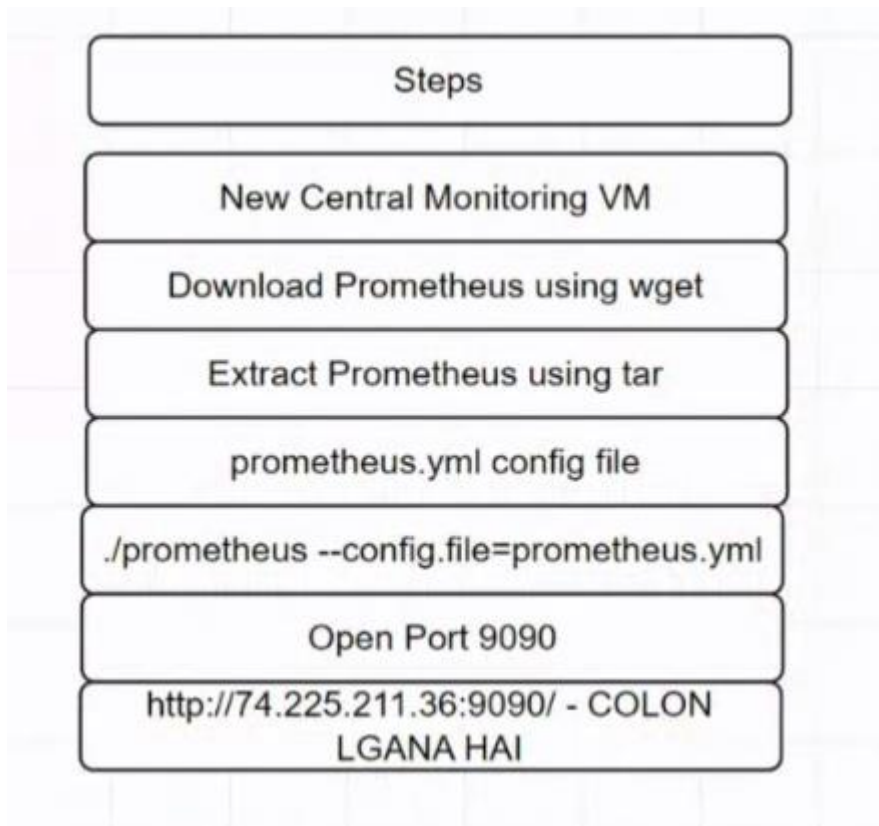 Steps
New Central Monitoring VM
Download Prometheus using wget
Extract Prometheus using tar
prometheus.yml config file
./prometheus --config.file=prometheus.yml
Open Port 9090
http://74.225.211.36:9090/ - COLON
LGANA HAI